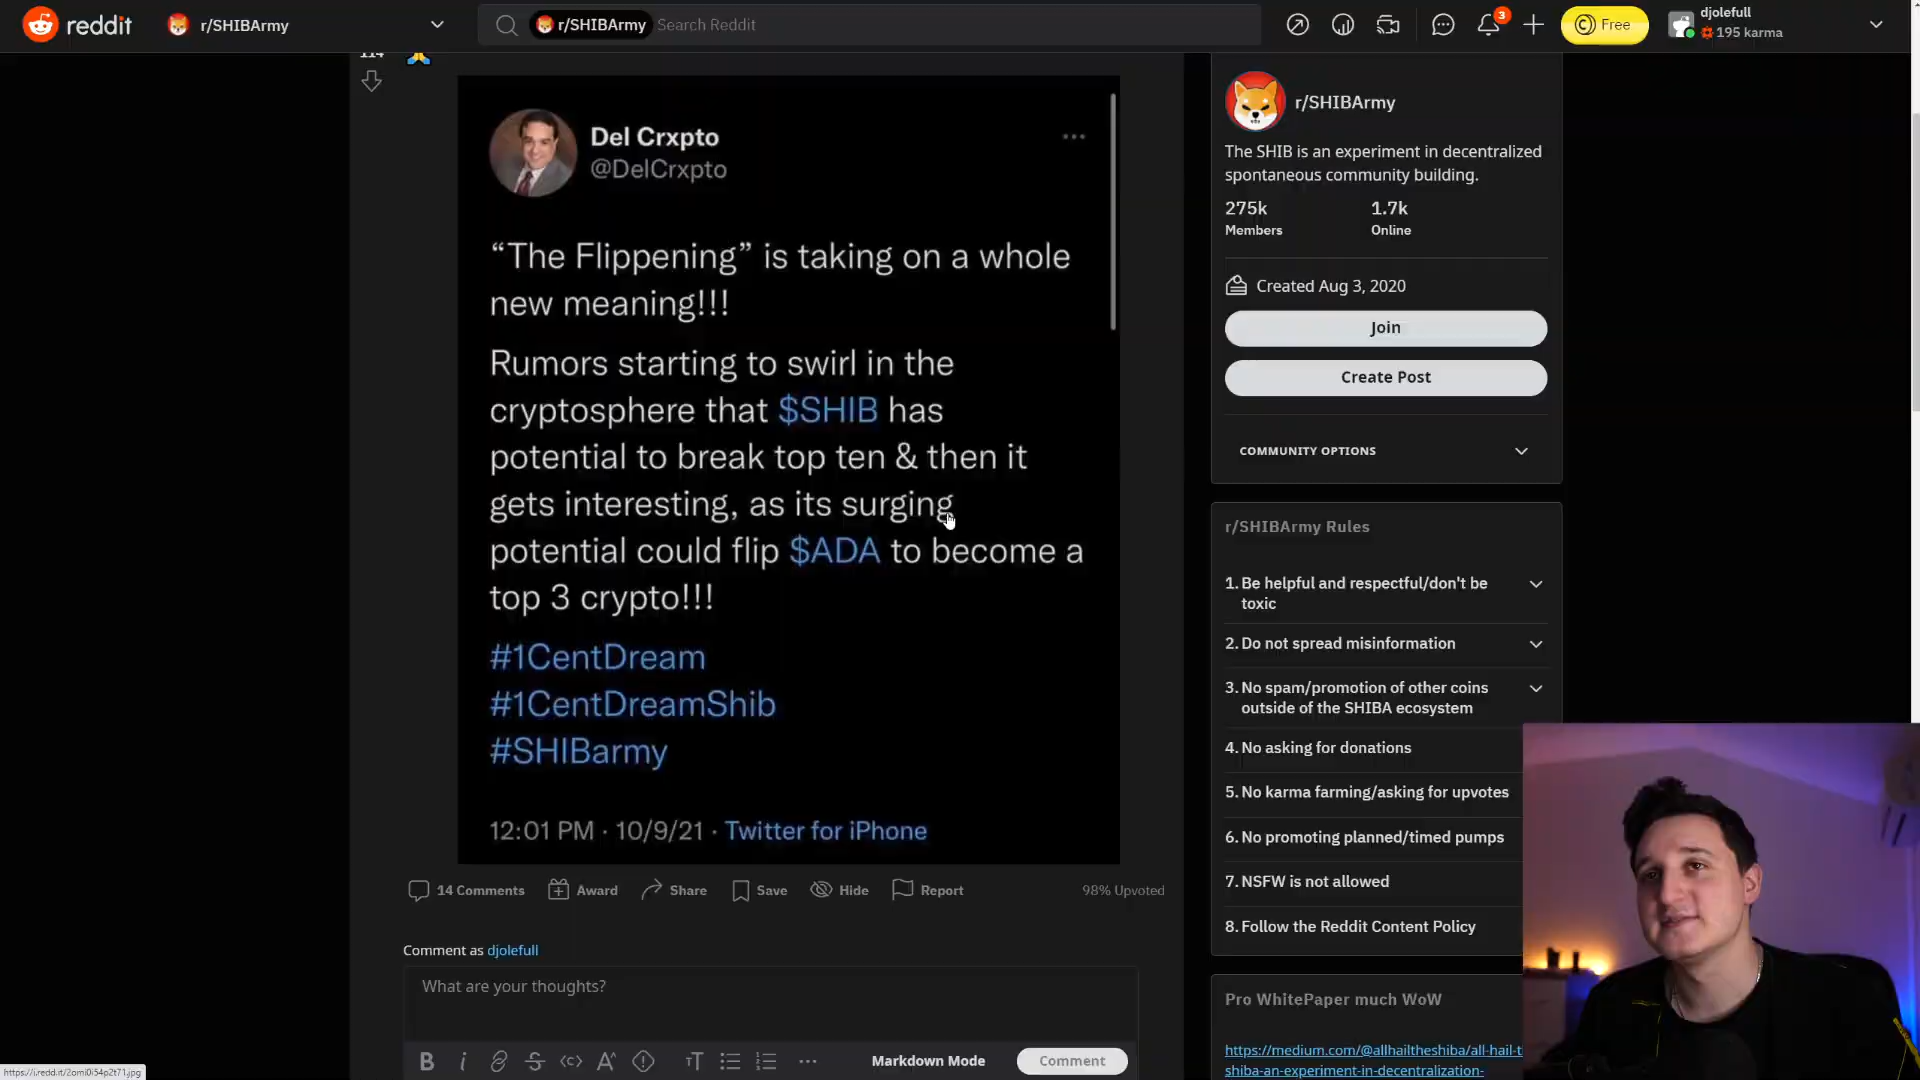 reddit
r/SHIBArmy
r/SHIBArmy Search Reddit
3
Free
djolefull
195 karma
114
Del Crxpto
@DelCrxpto
“The Flippening” is taking on a whole
new meaning!!!
Rumors starting to swirl in the
cryptosphere that $SHIB has
potential to break top ten & then it
gets interesting, as its surging
potential could flip $ADA to become a
top 3 crypto!!!
#1CentDream
#1CentDreamShib
#SHIBarmy
12:01 PM · 10/9/21 · Twitter for iPhone
14 Comments Award Share Save Hide Report 98% Upvoted
Comment as djolefull
What are your thoughts?
Markdown Mode Comment
r/SHIBArmy
The SHIB is an experiment in decentralized
spontaneous community building.
275k 1.7k
Members Online
Created Aug 3, 2020
Join
Create Post
COMMUNITY OPTIONS
r/SHIBArmy Rules
1. Be helpful and respectful/don't be
toxic
2. Do not spread misinformation
3. No spam/promotion of other coins
outside of the SHIBA ecosystem
4. No asking for donations
5. No karma farming/asking for upvotes
6. No promoting planned/timed pumps
7. NSFW is not allowed
8. Follow the Reddit Content Policy
Pro WhitePaper much WoW
https://medium.com/@allhailtheshiba/all-hail-t
shiba-an-experiment-in-decentralization-